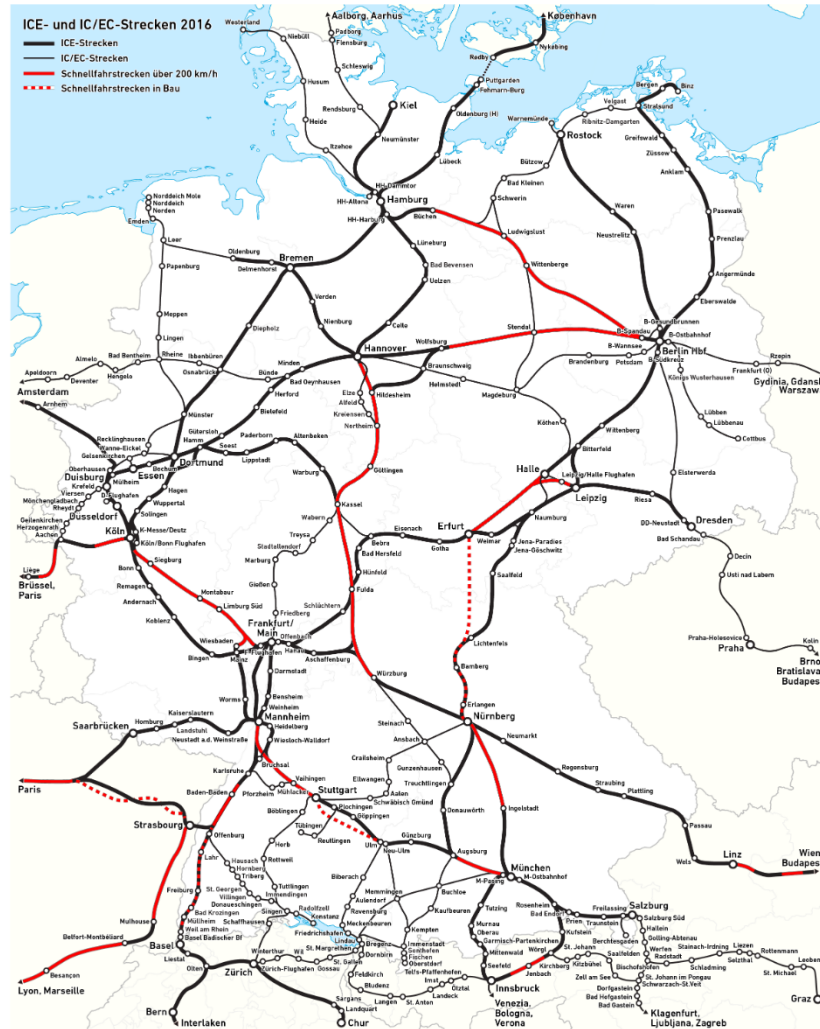 ICE- und IC/EC-Strecken 2016
ICE-Strecken
IC/EC-Strecken
Schnellfahrstrecken über 200 km/h
Schnellfahrstrecken in Bau
Aalborg, Aarhus
København
Westerland
Niebüll
Padborg
Flensburg
Schleswig
Husum
Rendsburg
Heide
Itzehoe
Kiel
Neumünster
Nykøbing
Rødby
Puttgarden
Fehmarn-Burg
Oldenburg (H)
Lübeck
Bergen
Binz
Velgast
Stralsund
Ribnitz-Damgarten
Warnemünde
Rostock
Greifswald
Züssow
Anklam
Bützow
Bad Kleinen
Schwerin
Waren
Neustrelitz
Pasewalk
Prenzlau
Angermünde
Eberswalde
HH-Dammtor
HH-Altona
Hamburg
HH-Harburg
Büchen
Ludwigslust
Wittenberge
Norddeich Mole
Norddeich
Norden
Emden
Leer
Papenburg
Meppen
Lingen
Rheine
Oldenburg
Delmenhorst
Bremen
Lüneburg
Bad Bevensen
Uelzen
Verden
Nienburg
Celle
Diepholz
Hannover
Wolfsburg
Stendal
B-Gesundbrunnen
B-Spandau
B-Ostbahnhof
Berlin Hbf
B-Wannsee
B-Südkreuz
Potsdam
Brandenburg
Königs Wusterhausen
Frankfurt (O)
Rzepin
Gydinia, Gdansk
Warszawa
Lübben
Lübbenau
Cottbus
Apeldoorn
Deventer
Almelo
Hengelo
Bad Bentheim
Ibbenbüren
Osnabrück
Bünde
Minden
Bad Oeynhausen
Herford
Bielefeld
Gütersloh
Elze
Alfeld
Kreiensen
Northeim
Hildesheim
Braunschweig
Helmstedt
Magdeburg
Köthen
Wittenberg
Bitterfeld
Amsterdam
Arnhem
Münster
Recklinghausen
Wanne-Eickel
Gelsenkirchen
Oberhausen
Duisburg
Essen
Bochum
Dortmund
Hamm
Soest
Lippstadt
Paderborn
Altenbeken
Warburg
Göttingen
Kassel
Krefeld
Mülheim
Viersen
Mönchengladbach
Rheydt
Geilenkirchen
Herzogenrath
Aachen
D-Flughafen
Düsseldorf
Hagen
Wuppertal
Solingen
K-Messe/Deutz
Köln
Köln/Bonn Flughafen
Liège
Brüssel,
Paris
Halle
Leipzig/Halle Flughafen
Leipzig
Riesa
Elsterwerda
DD-Neustadt
Dresden
Bad Schandau
Decin
Usti nad Labem
Praha-Holesovice
Praha
Kolin
Brno
Bratislava
Budapest
Wabern
Treysa
Stadtallendorf
Marburg
Gießen
Friedberg
Bebra
Bad Hersfeld
Hünfeld
Fulda
Eisenach
Gotha
Erfurt
Weimar
Naumburg
Jena-Paradies
Jena-Göschwitz
Saalfeld
Lichtenfels
Bamberg
Erlangen
Nürnberg
Siegburg
Bonn
Remagen
Andernach
Koblenz
Montabaur
Limburg Süd
Wiesbaden
Bingen
Mainz
Flughafen
Frankfurt/
Main
Offenbach
Hanau
Schlüchtern
Aschaffenburg
Würzburg
Darmstadt
Bensheim
Weinheim
Worms
Mannheim
Heidelberg
Wiesloch-Walldorf
Kaiserslautern
Homburg
Landstuhl
Neustadt a.d. Weinstraße
Saarbrücken
Bruchsal
Karlsruhe
Baden-Baden
Pforzheim
Mühlacker
Vaihingen
Stuttgart
Steinach
Ansbach
Crailsheim
Ellwangen
Aalen
Schwäbisch Gmünd
Gunzenhausen
Treuchtlingen
Donauwörth
Ingolstadt
Neumarkt
Regensburg
Straubing
Plattling
Passau
Wels
Linz
Wien
Budapest
Paris
Strasbourg
Offenburg
Lahr
Freiburg
Bad Krozingen
Müllheim
Weil am Rhein
Basel Badischer Bf
Basel
Liestal
Olten
Bern
Interlaken
Mulhouse
Belfort-Montbéliard
Besançon
Lyon, Marseille
Böblingen
Horb
Rottweil
Tuttlingen
Immendingen
Tübingen
Reutlingen
Plochingen
Göppingen
Ulm
Neu-Ulm
Günzburg
Augsburg
Hausach
Hornberg
Triberg
St. Georgen
Villingen
Donaueschingen
Singen
Schaffhausen
Radolfzell
Konstanz
Biberach
Aulendorf
Ravensburg
Meckenbeuren
Friedrichshafen
Lindau
Memmingen
Buchloe
Kaufbeuren
Kempten
Immenstadt
Sonthofen
Fischen
Oberstdorf
Bregenz
Dornbirn
St. Margrethen
St. Gallen
Gossau
Wil
Winterthur
Zürich-Flughafen
Zürich
Sargans
Landquart
Chur
Feldkirch
Bludenz
Langen
St. Anton
Landeck
Imst
Ötztal
Telfs-Pfaffenhofen
Innsbruck
Seefeld
Mittenwald
Garmisch-Partenkirchen
Oberau
Murnau
Tutzing
M-Pasing
München
M-Ostbahnhof
Rosenheim
Bad Endorf
Prien
Traunstein
Freilassing
Salzburg
Kufstein
Wörgl
Jenbach
Kirchberg
Kitzbühel
St. Johann
Zell am See
Saalfelden
Berchtesgaden
Bischofshofen
Salzburg Süd
Hallein
Golling-Abtenau
Werfen
Radstadt
Schladming
Stainach-Irdning
Liezen
Selzthal
Rottenmann
St. Michael
Leoben
Graz
St. Johann im Pongau
Schwarzach-St.Veit
Dorfgastein
Bad Hofgastein
Bad Gastein
Klagenfurt,
Ljubljana, Zagreb
Venezia,
Bologna,
Verona